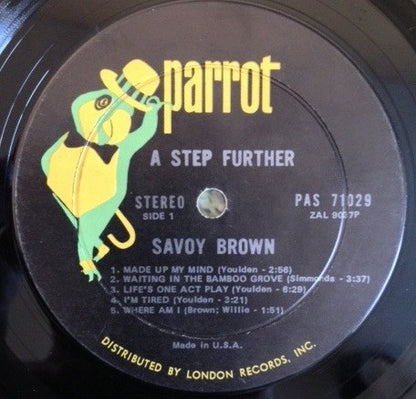 parrot
A STEP FURTHER
STEREO
SIDE 1
PAS 71029
ZAL 9037P
SAVOY BROWN
1. MADE UP MY MIND (Youlden - 2:56)
2. WAITING IN THE BAMBOO GROVE (Simmonds - 3:37)
3. LIFE'S ONE ACT PLAY (Youlden - 6:29)
4. I'M TIRED (Youlden - 3:21)
5. WHERE AM I (Brown; Willie - 1:51)
Made in U.S.A.
DISTRIBUTED BY LONDON RECORDS, INC.